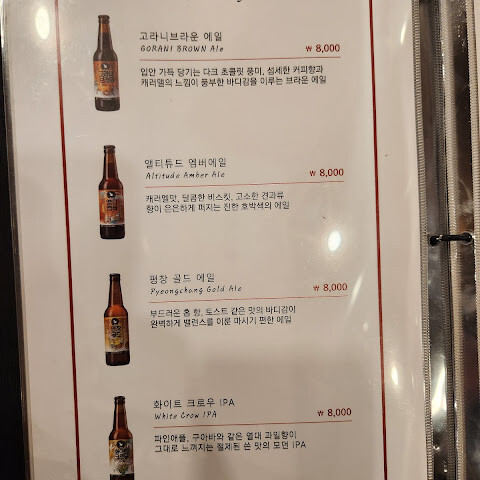 고라니브라운 에일
GORANI BROWN Ale
₩ 8,000
입안 가득 당기는 다크 초콜릿 풍미, 섬세한 커피향과
캐러멜의 느낌이 풍부한 바디감을 이루는 브라운 에일
앨티튜드 엠버에일
Altitude Amber Ale
₩ 8,000
캐러멜맛, 달콤한 비스킷, 고소한 견과류
향이 은은하게 퍼지는 진한 호박색의 에일
평창 골드 에일
Pyeongchang Gold Ale
₩ 8,000
부드러운 홉 향, 토스트 같은 맛의 바디감이
완벽하게 밸런스를 이룬 마시기 편한 에일
화이트 크로우 IPA
White Crow IPA
₩ 8,000
파인애플, 구아바와 같은 열대 과일향이
그대로 느껴지는 절제된 쓴 맛의 모던 IPA